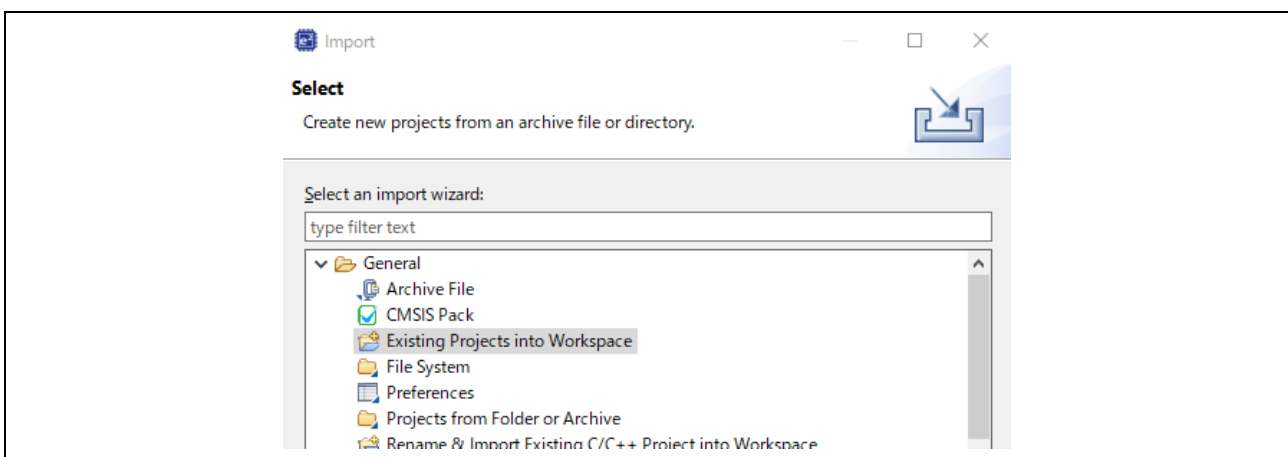 Import
Select
Create new projects from an archive file or directory.
Select an import wizard:
type filter text
General
Archive File
CMSIS Pack
Existing Projects into Workspace
File System
Preferences
Projects from Folder or Archive
Rename & Import Existing C/C++ Project into Workspace